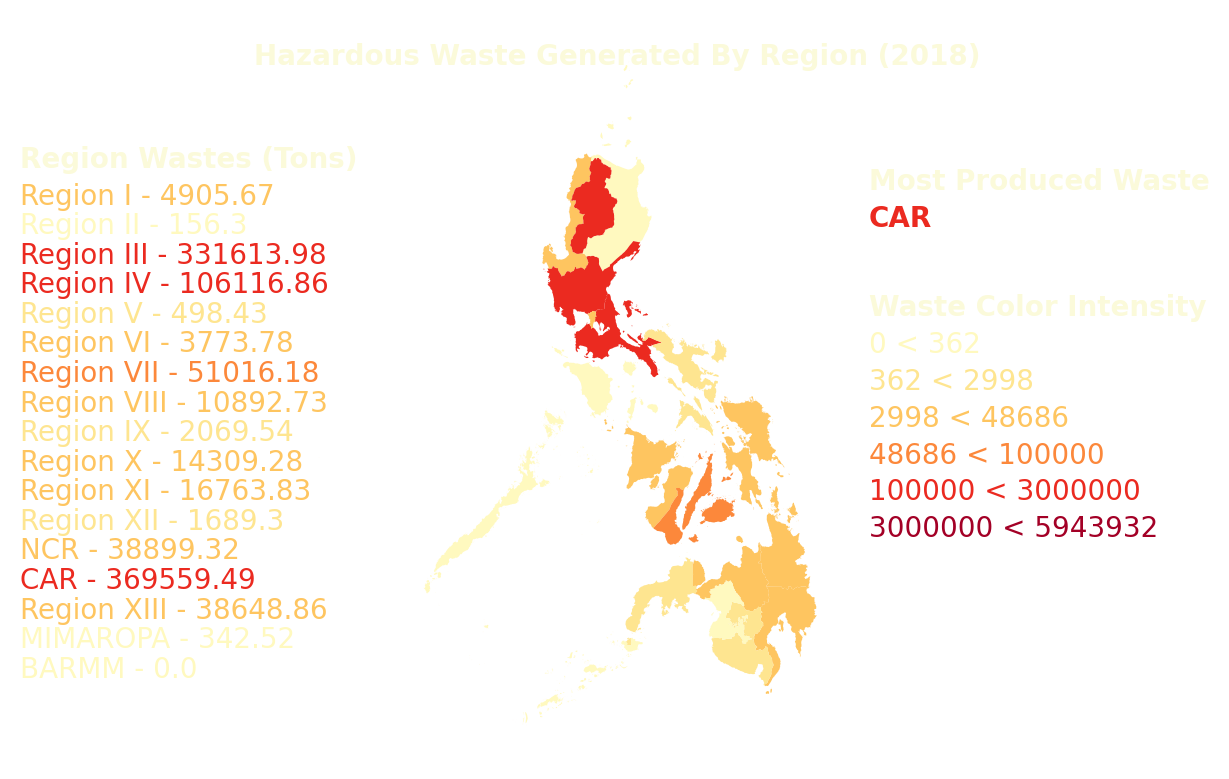 Hazardous Waste Generated By Region (2018)
Region Wastes (Tons)
Region I - 4905.67
Region II - 156.3
Region III - 331613.98
Region IV - 106116.86
Region V - 498.43
Region VI - 3773.78
Region VII - 51016.18
Region VIII - 10892.73
Region IX - 2069.54
Region X - 14309.28
Region XI - 16763.83
Region XII - 1689.3
NCR - 38899.32
CAR - 369559.49
Region XIII - 38648.86
MIMAROPA - 342.52
BARMM - 0.0
Most Produced Waste
CAR
Waste Color Intensity
0 < 362
362 < 2998
2998 < 48686
48686 < 100000
100000 < 3000000
3000000 < 5943932